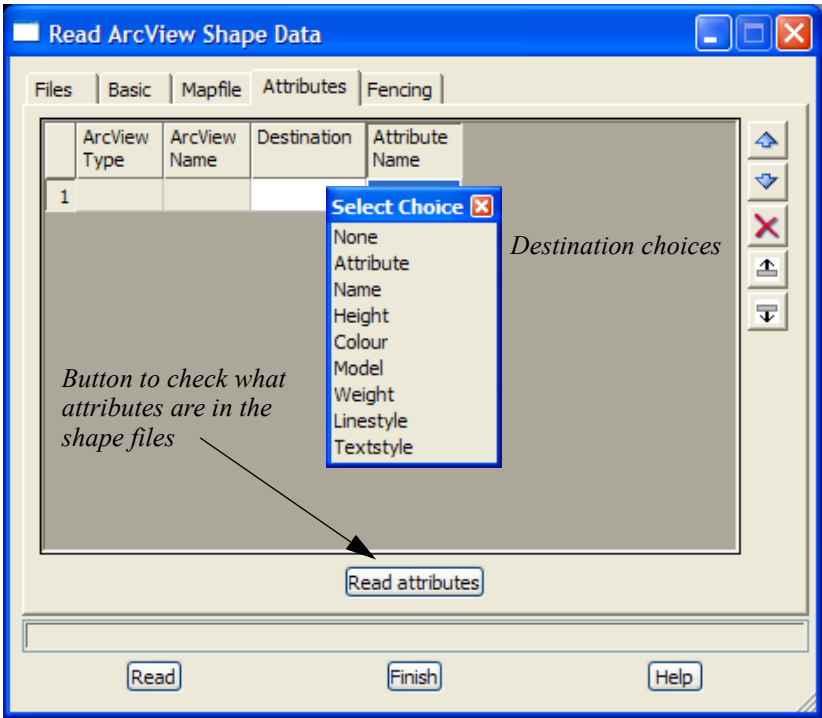 Read ArcView Shape Data
Files Basic Mapfile Attributes Fencing
ArcView Type
ArcView Name
Destination
Attribute Name
1
Select Choice
None
Attribute
Name
Height
Colour
Model
Weight
Linestyle
Textstyle
Destination choices
Button to check what
attributes are in the
shape files
Read attributes
Read Finish Help